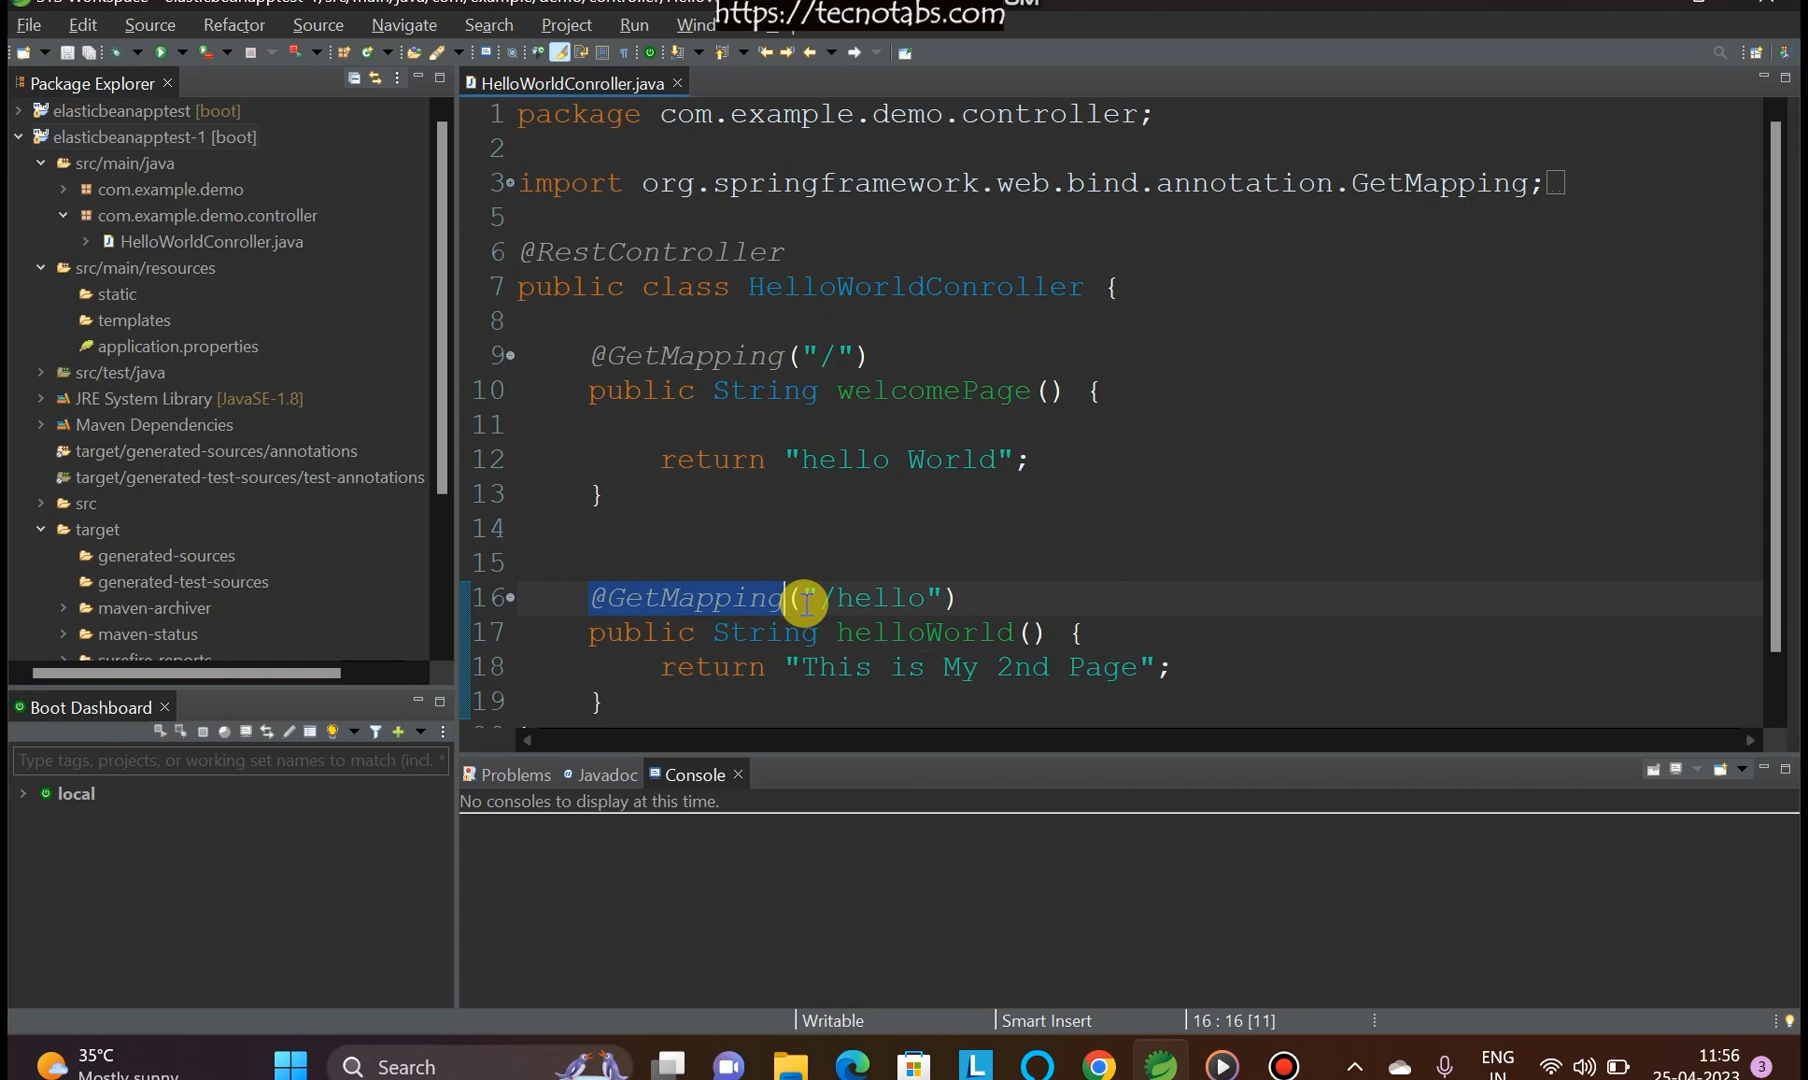 https://tecnotabs.com
File Edit Source Refactor Source Navigate Search Project Run
Package Explorer
elasticbeanapptest [boot]
elasticbeanapptest-1 [boot]
src/main/java
com.example.demo
com.example.demo.controller
HelloWorldConroller.java
src/main/resources
static
templates
application.properties
src/test/java
JRE System Library [JavaSE-1.8]
Maven Dependencies
target/generated-sources/annotations
target/generated-test-sources/test-annotations
src
target
generated-sources
generated-test-sources
maven-archiver
maven-status
surefire-reports
Boot Dashboard
Type tags, projects, or working set names to match (incl. *
local
HelloWorldConroller.java
1 package com.example.demo.controller;
2
3 import org.springframework.web.bind.annotation.GetMapping;
5
6 @RestController
7 public class HelloWorldConroller {
8
9 @GetMapping("/")
10 public String welcomePage() {
11
12 return "hello World";
13 }
14
15
16 @GetMapping("/hello")
17 public String helloWorld() {
18 return "This is My 2nd Page";
19 }
Problems Javadoc Console
No consoles to display at this time.
Writable Smart Insert 16 : 16 [11]
35°C
Mostly sunny
Search
ENG
IN
11:56
25-04-2023
3